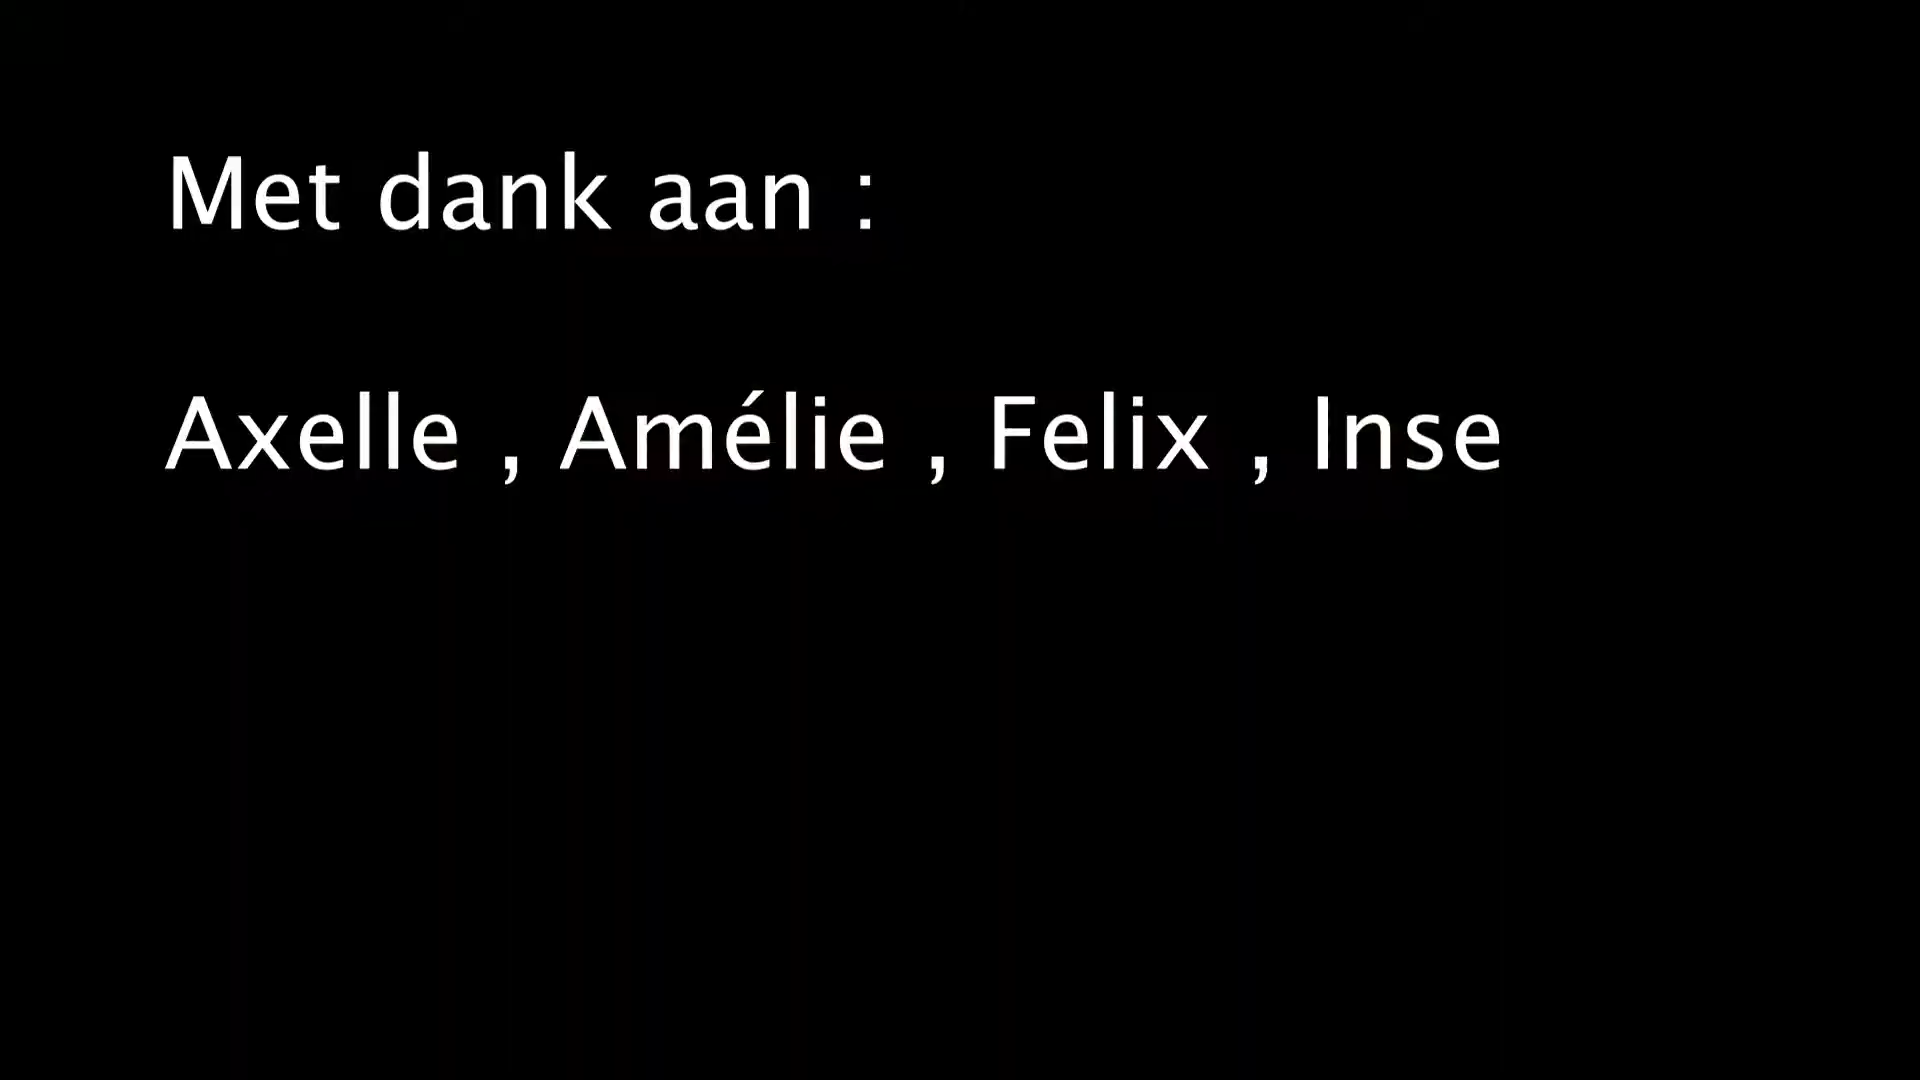 Met dank aan :
Axelle , Amélie , Felix , Inse